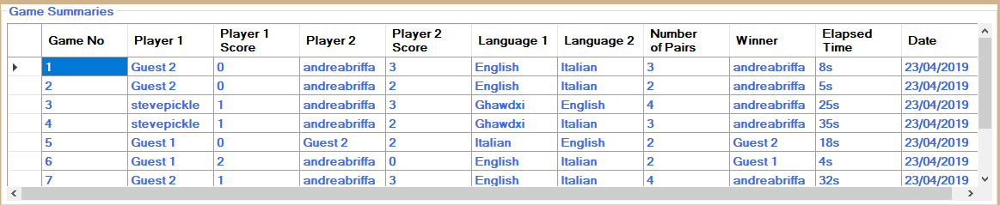 Game Summaries
Game No Player 1 Player 1 Score Player 2 Player 2 Score Language 1 Language 2 Number of Pairs Winner Elapsed Time Date
1 Guest 2 0 andreabriffa 3 English Italian 3 andreabriffa 8s 23/04/2019
2 Guest 2 0 andreabriffa 2 English Italian 2 andreabriffa 5s 23/04/2019
3 stevepickle 1 andreabriffa 3 Ghawdxi English 4 andreabriffa 25s 23/04/2019
4 stevepickle 1 andreabriffa 2 Ghawdxi Italian 3 andreabriffa 35s 23/04/2019
5 Guest 1 0 Guest 2 2 Italian English 2 Guest 2 18s 23/04/2019
6 Guest 1 2 andreabriffa 0 English Italian 2 Guest 1 4s 23/04/2019
7 Guest 2 1 andreabriffa 3 English Italian 4 andreabriffa 32s 23/04/2019